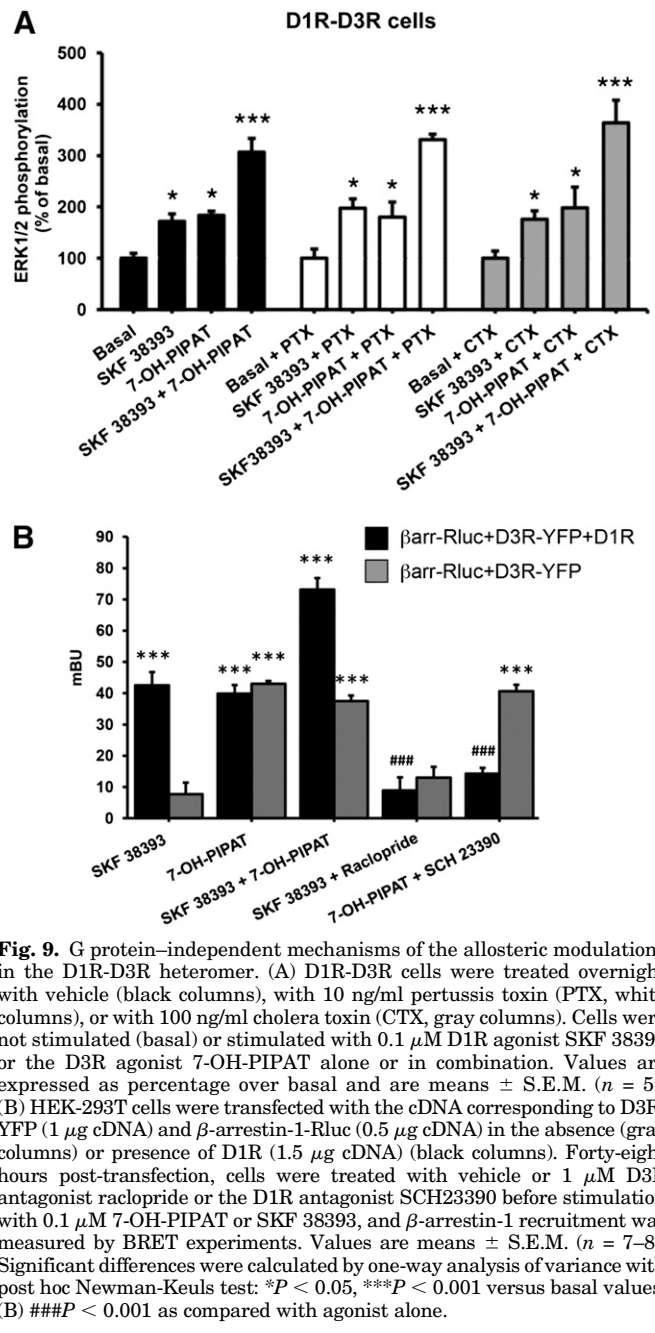 A
D1R-D3R cells
ERK1/2 phosphorylation
(% of basal)
500
400
300
200
100
0
*
*
***
*
*
***
*
*
***
Basal
SKF 38393
7-OH-PIPAT
SKF 38393 + 7-OH-PIPAT
Basal + PTX
SKF 38393 + PTX
7-OH-PIPAT + PTX
SKF38393 + 7-OH-PIPAT + PTX
Basal + CTX
SKF 38393 + CTX
7-OH-PIPAT + CTX
SKF 38393 + 7-OH-PIPAT + CTX
B
βarr-Rluc+D3R-YFP+D1R
βarr-Rluc+D3R-YFP
mBU
90
80
70
60
50
40
30
20
10
0
***
***
***
***
***
###
###
***
SKF 38393
7-OH-PIPAT
SKF 38393 + 7-OH-PIPAT
SKF 38393 + Raclopride
7-OH-PIPAT + SCH 23390
Fig. 9. G protein–independent mechanisms of the allosteric modulation
in the D1R-D3R heteromer. (A) D1R-D3R cells were treated overnigh
with vehicle (black columns), with 10 ng/ml pertussis toxin (PTX, whit
columns), or with 100 ng/ml cholera toxin (CTX, gray columns). Cells wer
not stimulated (basal) or stimulated with 0.1 μM D1R agonist SKF 3839
or the D3R agonist 7-OH-PIPAT alone or in combination. Values ar
expressed as percentage over basal and are means ± S.E.M. (n = 5
(B) HEK-293T cells were transfected with the cDNA corresponding to D3R
YFP (1 μg cDNA) and β-arrestin-1-Rluc (0.5 μg cDNA) in the absence (gra
columns) or presence of D1R (1.5 μg cDNA) (black columns). Forty-eigh
hours post-transfection, cells were treated with vehicle or 1 μM D3I
antagonist raclopride or the D1R antagonist SCH23390 before stimulatio
with 0.1 μM 7-OH-PIPAT or SKF 38393, and β-arrestin-1 recruitment wa
measured by BRET experiments. Values are means ± S.E.M. (n = 7–8
Significant differences were calculated by one-way analysis of variance wit
post hoc Newman-Keuls test: *P < 0.05, ***P < 0.001 versus basal values
(B) ###P < 0.001 as compared with agonist alone.